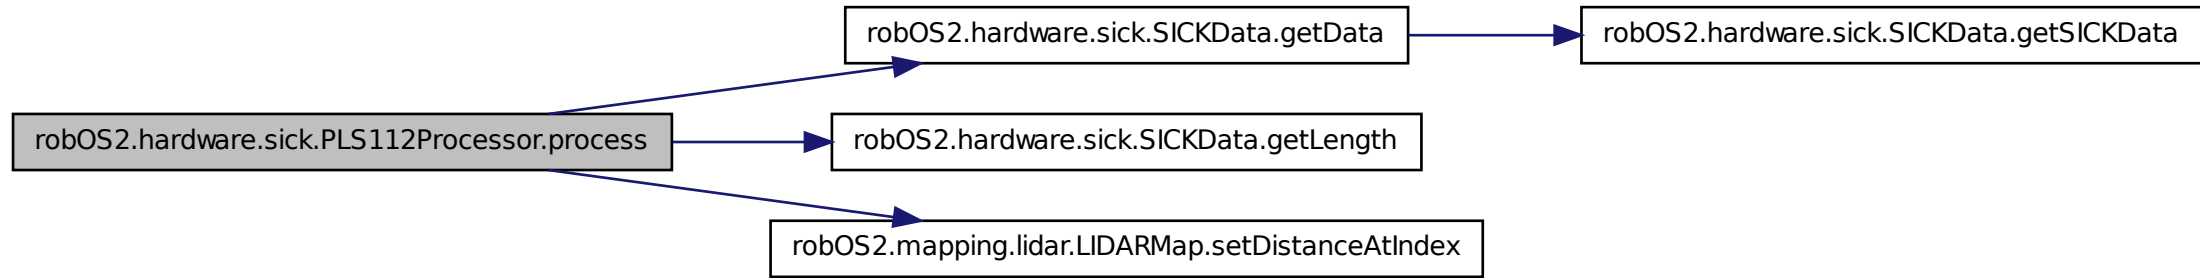 robOS2.hardware.sick.SICKData.getData
robOS2.hardware.sick.SICKData.getSICKData
robOS2.hardware.sick.PLS112Processor.process
robOS2.hardware.sick.SICKData.getLength
robOS2.mapping.lidar.LIDARMap.setDistanceAtIndex